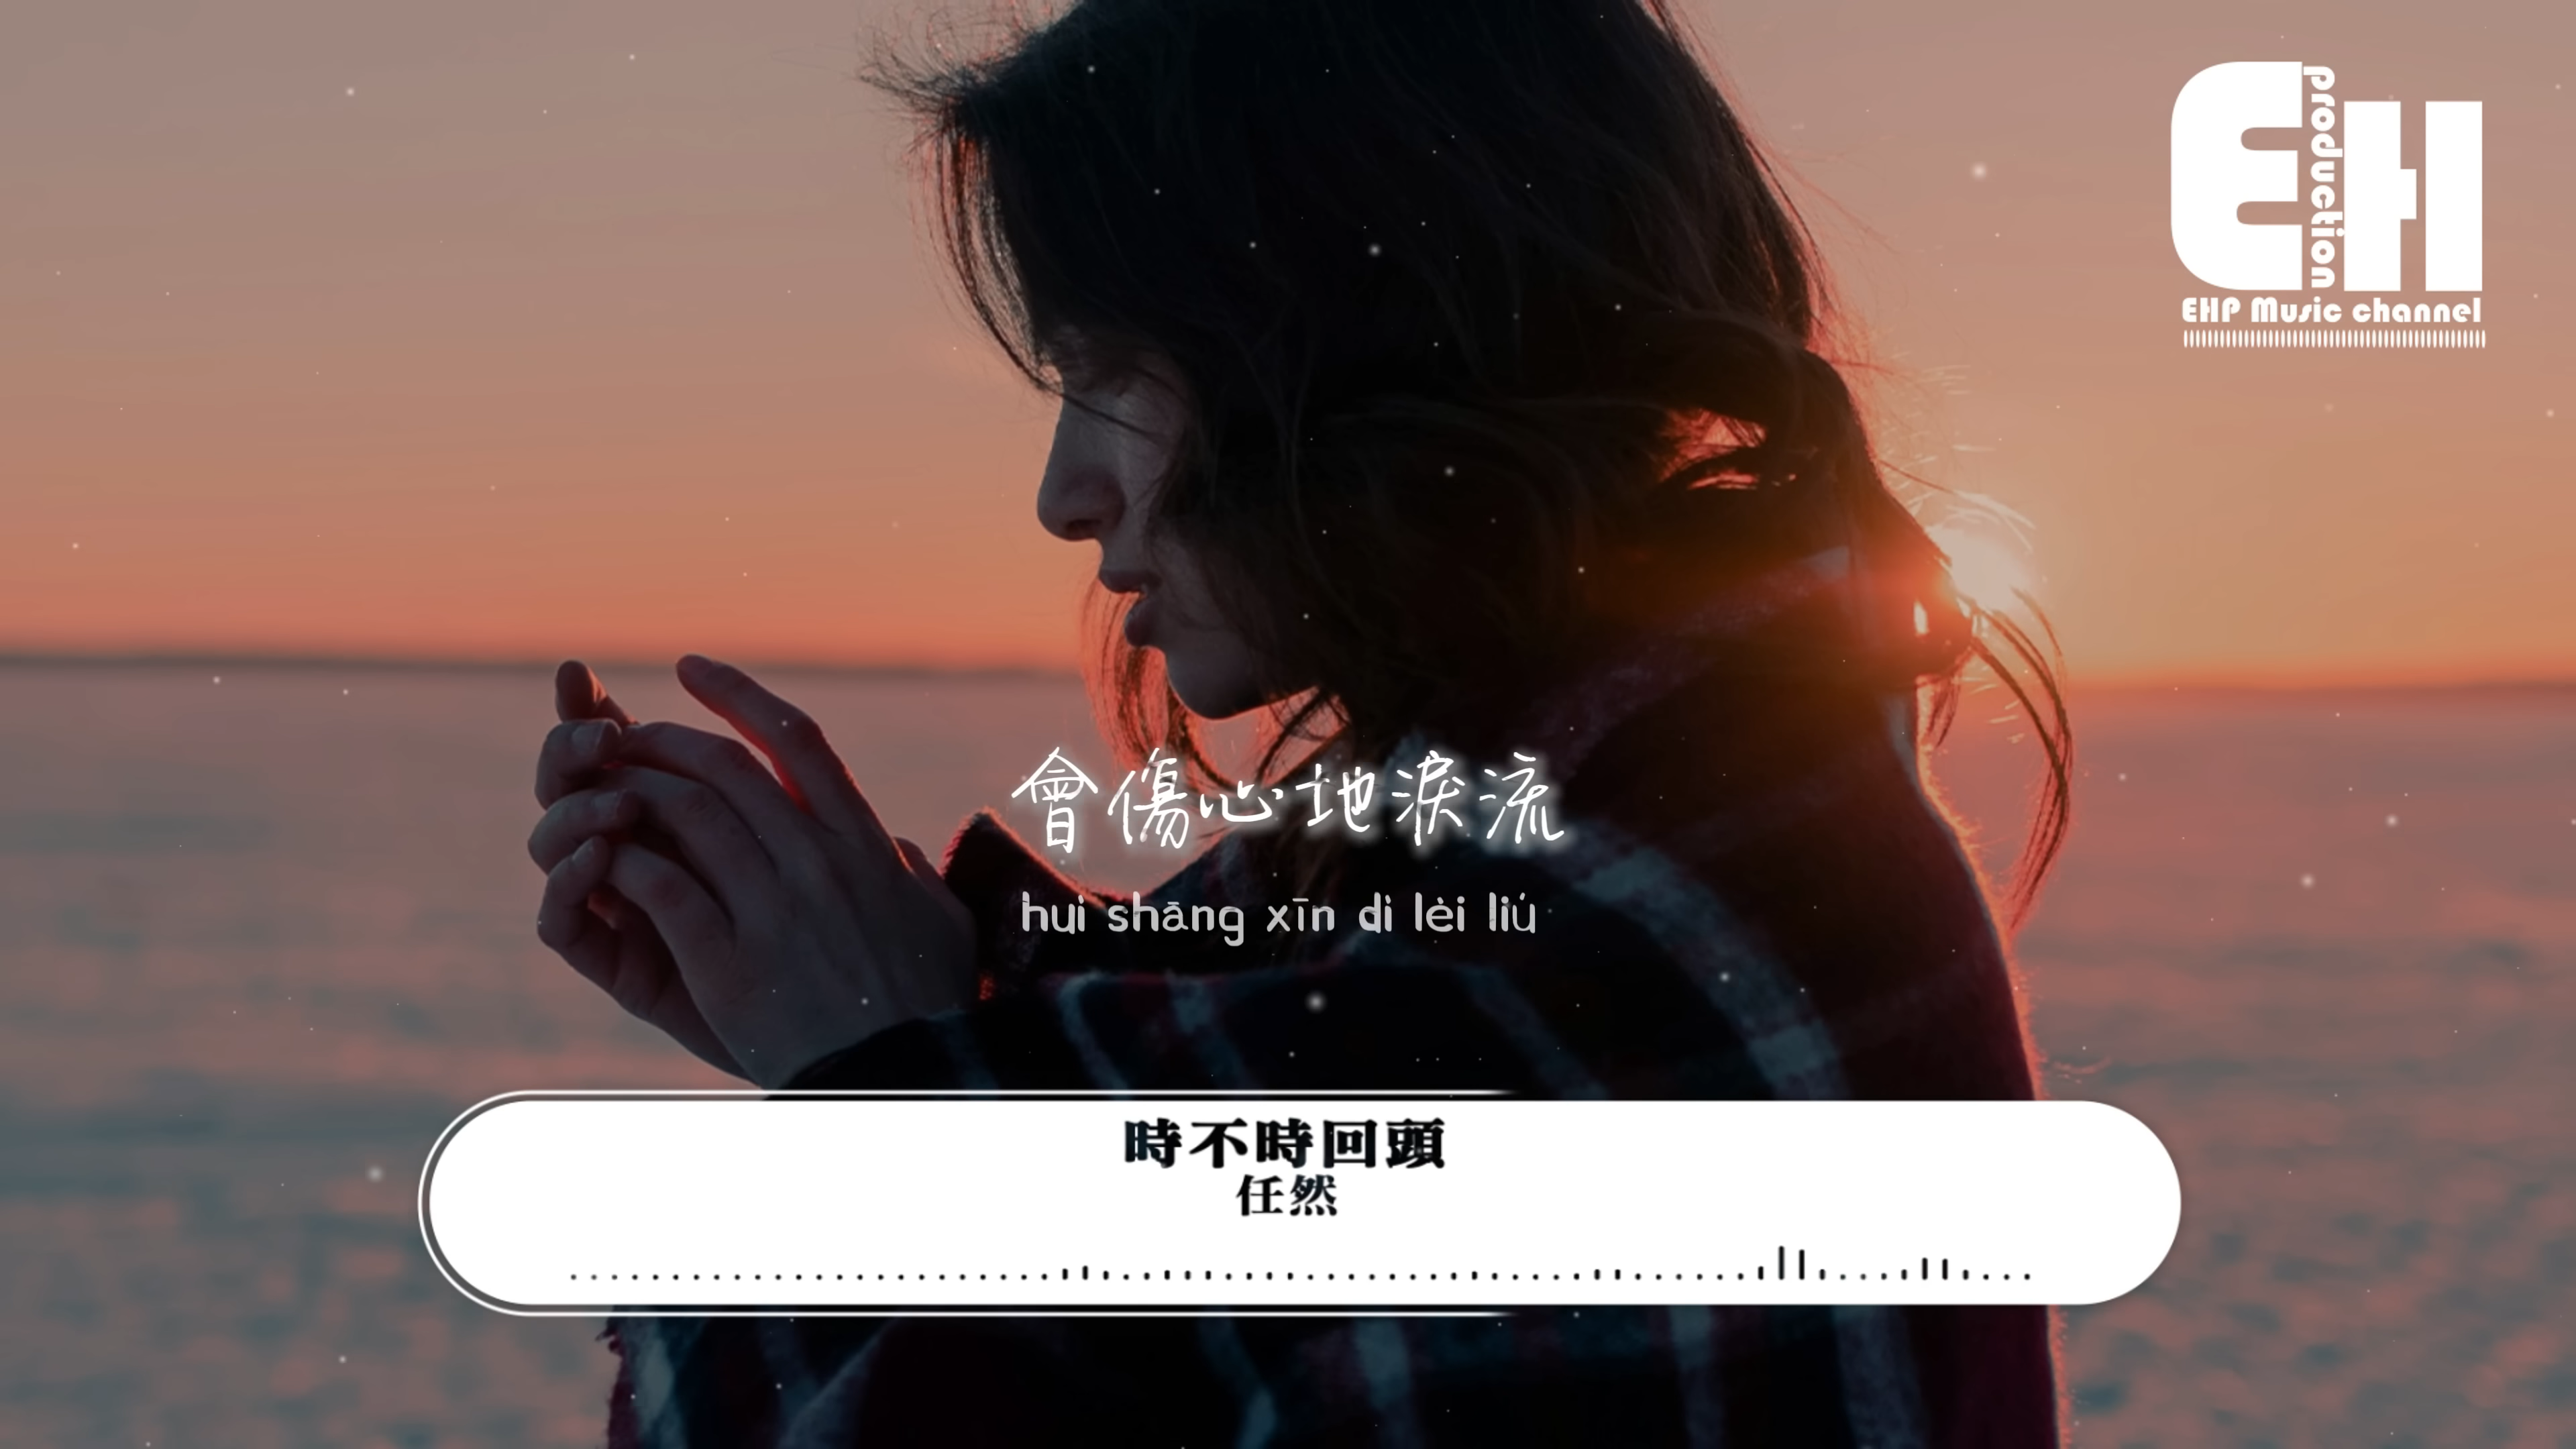 EH production
EHP Music channel
會傷心地淚流
huì shāng xīn dì lèi liú
時不時回頭
任然